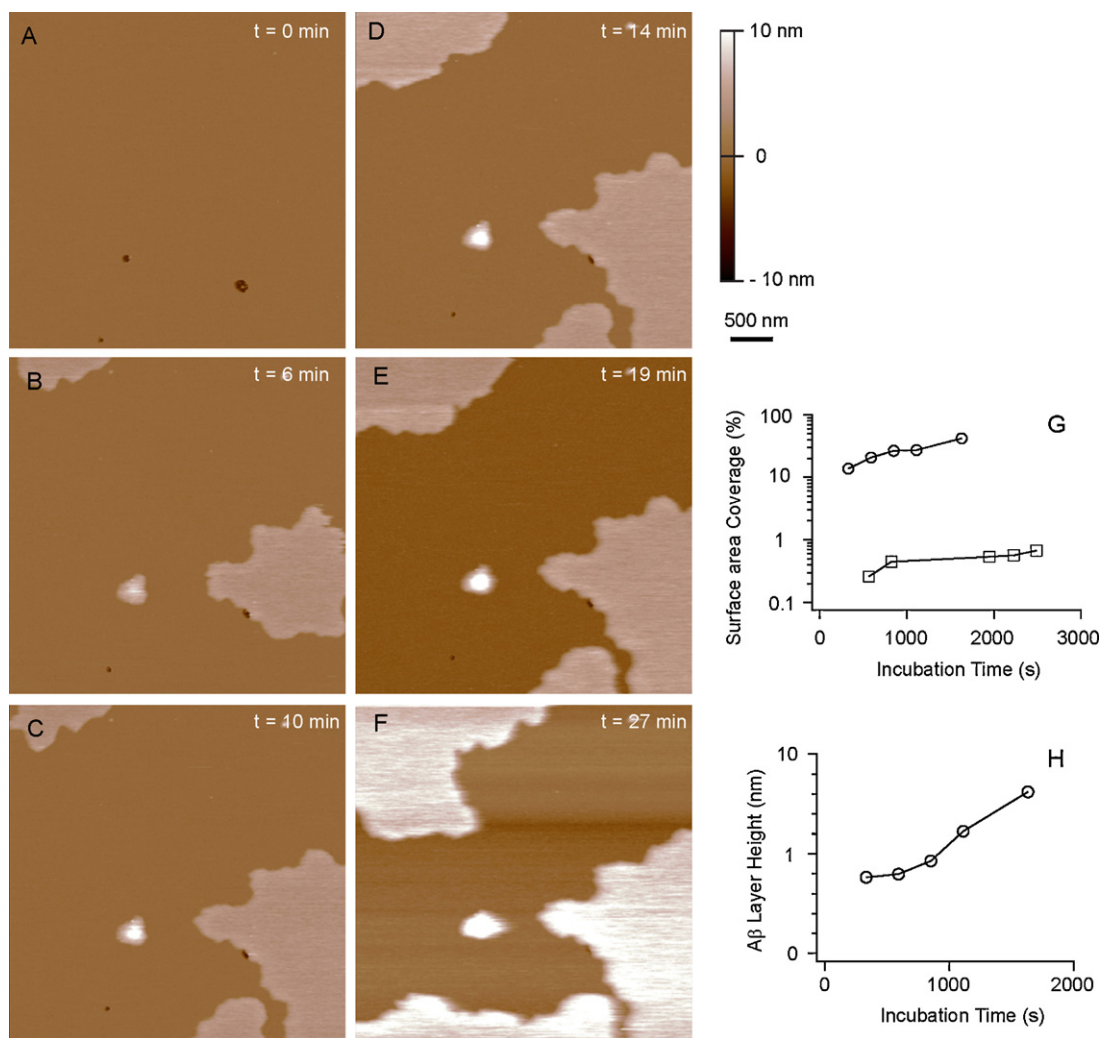 A
t = 0 min
B
t = 6 min
C
t = 10 min
D
t = 14 min
E
t = 19 min
F
t = 27 min
10 nm
0
- 10 nm
500 nm
G
Surface area Coverage (%)
100
10
1
0.1
0 1000 2000 3000
Incubation Time (s)
H
Aβ Layer Height (nm)
10
1
0
0 1000 2000
Incubation Time (s)